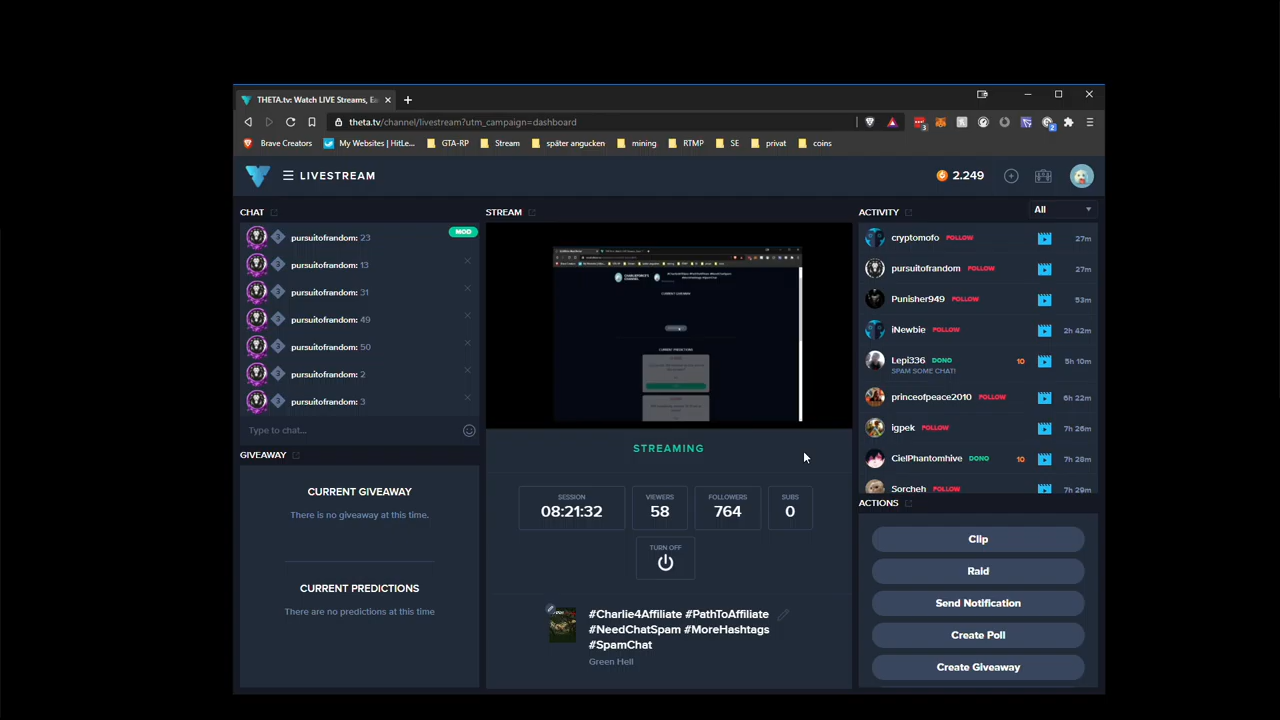 THETA.tv: Watch LIVE Streams, Ex
theta.tv/channel/livestream?utm_campaign=dashboard
3
2
Brave Creators
My Websites | HitLe...
GTA-RP
Stream
später angucken
mining
RTMP
SE
privat
coins
LIVESTREAM
2.249
CHAT
pursuitofrandom: 23
MOD
pursuitofrandom: 13
pursuitofrandom: 31
pursuitofrandom: 49
pursuitofrandom: 50
pursuitofrandom: 2
pursuitofrandom: 3
Type to chat...
GIVEAWAY
CURRENT GIVEAWAY
There is no giveaway at this time.
CURRENT PREDICTIONS
There are no predictions at this time
STREAM
STREAMING
SESSION
08:21:32
VIEWERS
58
FOLLOWERS
764
SUBS
0
TURN OFF
#Charlie4Affiliate #PathToAffiliate
#NeedChatSpam #MoreHashtags
#SpamChat
Green Hell
ACTIVITY
All
cryptomofo FOLLOW 27m
pursuitofrandom FOLLOW 27m
Punisher949 FOLLOW 53m
iNewbie FOLLOW 2h 42m
Lepi336 DONO 10 5h 10m
SPAM SOME CHAT!
princeofpeace2010 FOLLOW 6h 22m
igpek FOLLOW 7h 26m
CielPhantomhive DONO 10 7h 28m
Sorcheh FOLLOW 7h 29m
ACTIONS
Clip
Raid
Send Notification
Create Poll
Create Giveaway